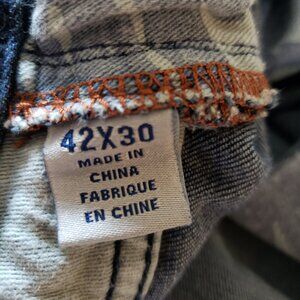 42X30
MADE IN
CHINA
FABRIQUE
EN CHINE